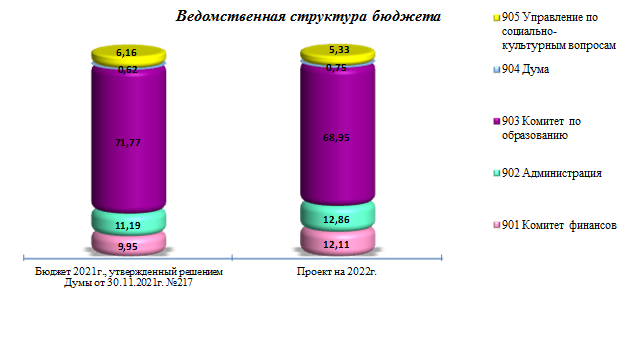 Ведомственная структура бюджета
6,16
0,62
71,77
11,19
9,95
5,33
0,75
68,95
12,86
12,11
Бюджет 2021г., утвержденный решением
Думы от 30.11.2021г. №217
Проект на 2022г.
905 Управление по
социально-
культурным вопросам
904 Дума
903 Комитет по
образованию
902 Администрация
901 Комитет финансов